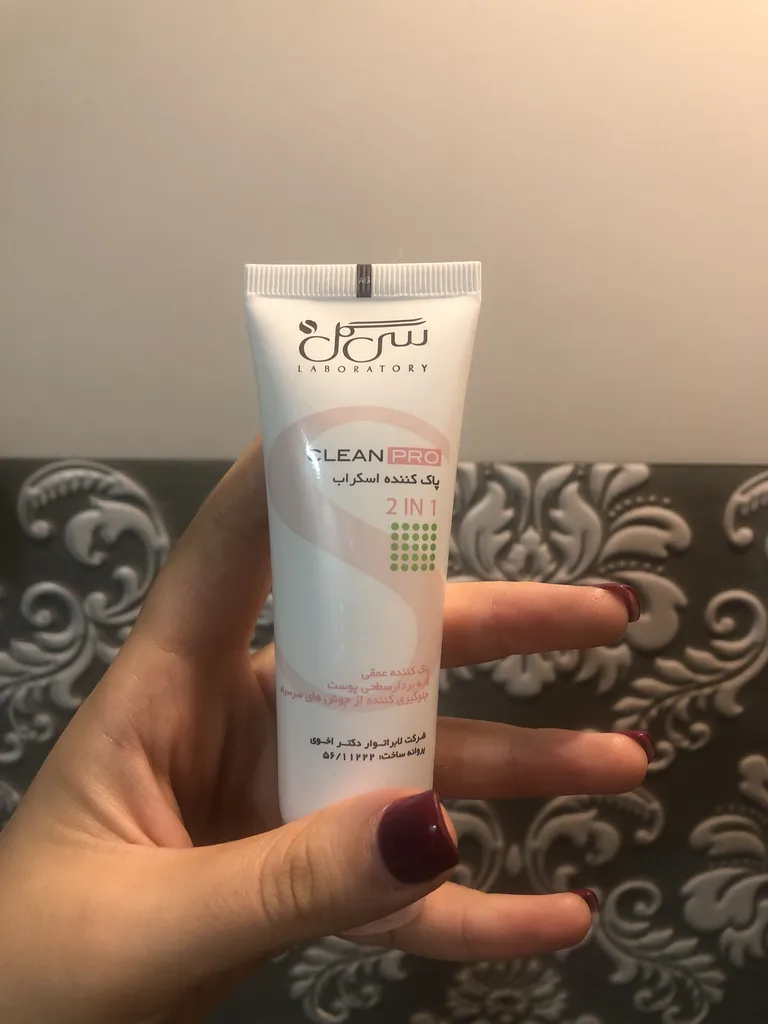 AG
سی گل
LABORATORY
CLEAN PRO
پاک کننده اسکراب
2 IN 1
پاک کننده عمقی
لایه بردار سطحی پوست
جلوگیری کننده از جوش های سرسیاه
شرکت لابراتوار دکتر اخوی
پروانه ساخت: ۵۶/۱۱۲۲۲